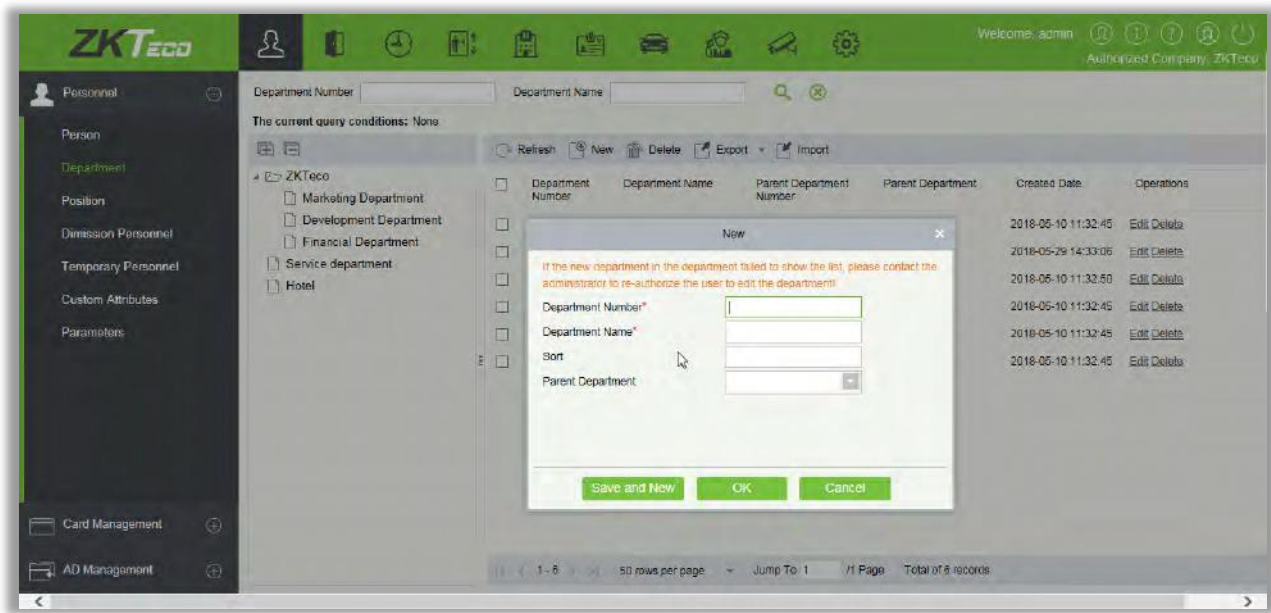 ZKTeco
Welcome: admin
Authorized Company: ZKTeco
Personnel
Person
Department
Position
Dimission Personnel
Temporary Personnel
Custom Attributes
Parameters
Card Management
AD Management
Department Number
Department Name
The current query conditions: None
Refresh New Delete Export Import
ZKTeco
Marketing Department
Development Department
Financial Department
Service department
Hotel
Department Number Department Name Parent Department Number Parent Department Created Date Operations
2018-05-10 11:32:45 Edit Delete
2018-05-29 14:33:06 Edit Delete
2018-05-10 11:32:50 Edit Delete
2018-05-10 11:32:45 Edit Delete
2018-05-10 11:32:45 Edit Delete
2018-05-10 11:32:45 Edit Delete
New
If the new department in the department failed to show the list, please contact the
administrator to re-authorize the user to edit the department!
Department Number*
Department Name*
Sort
Parent Department
Save and New OK Cancel
1-6 50 rows per page Jump To 1 /1 Page Total of 6 records